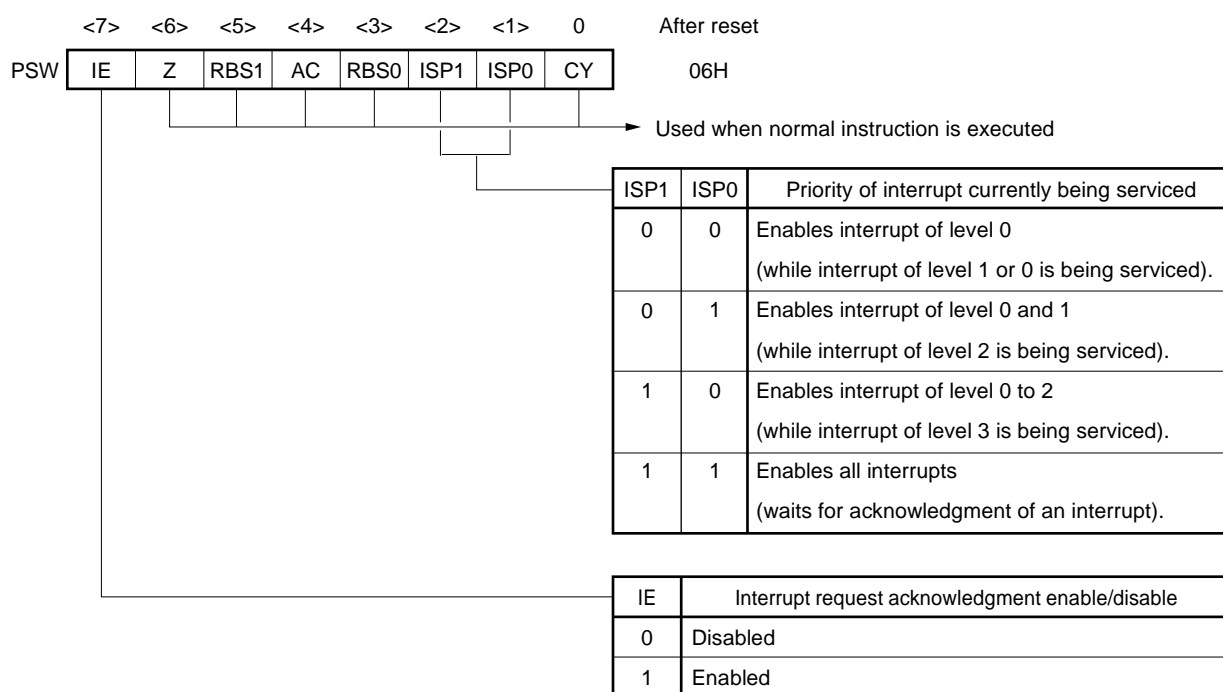 <7> <6> <5> <4> <3> <2> <1> 0 After reset
PSW IE Z RBS1 AC RBS0 ISP1 ISP0 CY 06H
Used when normal instruction is executed
ISP1 ISP0 Priority of interrupt currently being serviced
0 0 Enables interrupt of level 0
(while interrupt of level 1 or 0 is being serviced).
0 1 Enables interrupt of level 0 and 1
(while interrupt of level 2 is being serviced).
1 0 Enables interrupt of level 0 to 2
(while interrupt of level 3 is being serviced).
1 1 Enables all interrupts
(waits for acknowledgment of an interrupt).
IE Interrupt request acknowledgment enable/disable
0 Disabled
1 Enabled